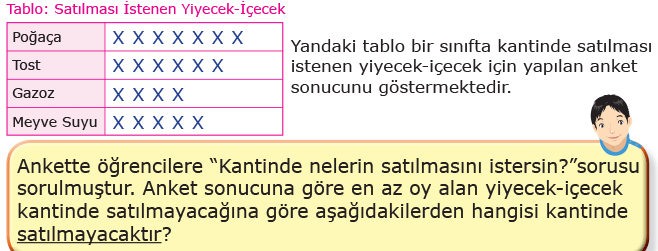 Tablo: Satılması İstenen Yiyecek-İçecek
Poğaça X X X X X X X
Tost X X X X X X
Gazoz X X X X
Meyve Suyu X X X X X
Yandaki tablo bir sınıfta kantinde satılması
istenen yiyecek-içecek için yapılan anket
sonucunu göstermektedir.
Ankette öğrencilere “Kantinde nelerin satılmasını istersin?”sorusu
sorulmuştur. Anket sonucuna göre en az oy alan yiyecek-içecek
kantinde satılmayacağına göre aşağıdakilerden hangisi kantinde
satılmayacaktır?